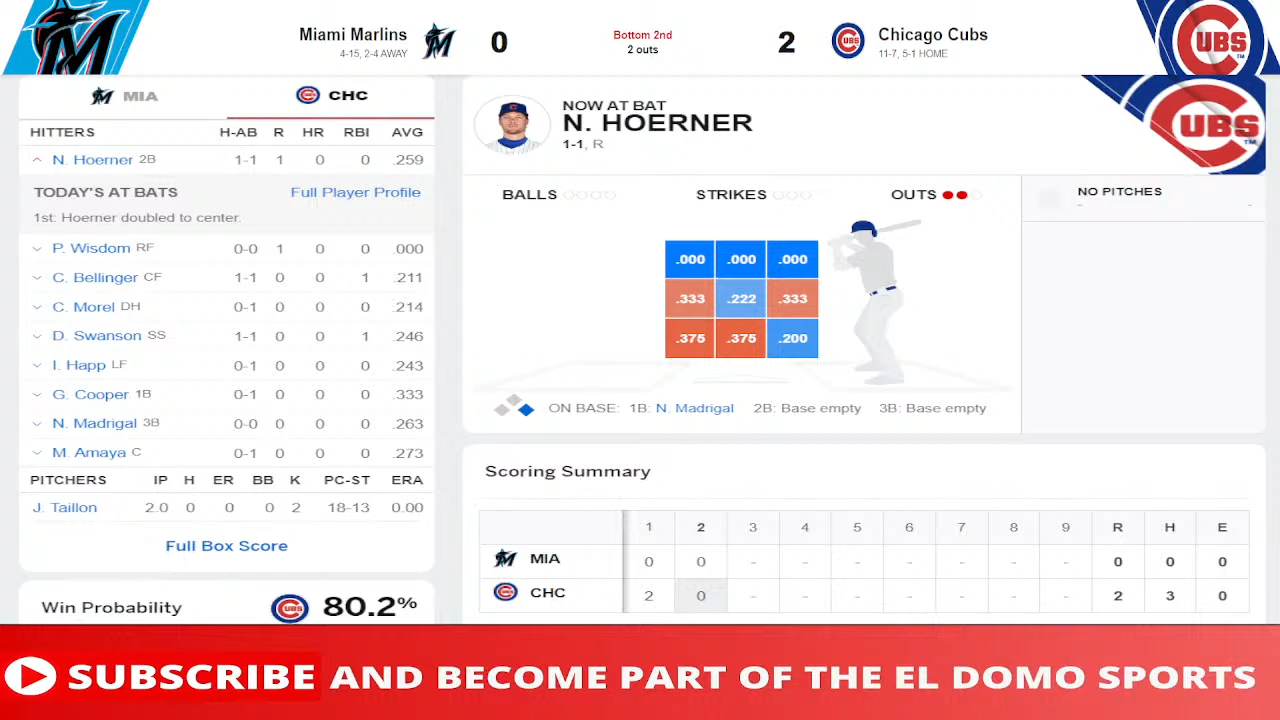 Miami Marlins
4-15, 2-4 AWAY
0
Bottom 2nd
2 outs
2
Chicago Cubs
11-7, 5-1 HOME
CUBS
MIA
CHC
HITTERS H-AB R HR RBI AVG
N. Hoerner 2B 1-1 1 0 0 .259
TODAY'S AT BATS Full Player Profile
1st: Hoerner doubled to center.
P. Wisdom RF 0-0 1 0 0 .000
C. Bellinger CF 1-1 0 0 1 .211
C. Morel DH 0-1 0 0 0 .214
D. Swanson SS 1-1 0 0 1 .246
I. Happ LF 0-1 0 0 0 .243
G. Cooper 1B 0-1 0 0 0 .333
N. Madrigal 3B 0-0 0 0 0 .263
M. Amaya C 0-1 0 0 0 .273
PITCHERS IP H ER BB K PC-ST ERA
J. Taillon 2.0 0 0 0 2 18-13 0.00
Full Box Score
Win Probability CUBS 80.2%
NOW AT BAT
N. HOERNER
1-1, R
CUBS
BALLS STRIKES OUTS
NO PITCHES
- -
.000 .000 .000
.333 .222 .333
.375 .375 .200
ON BASE: 1B: N. Madrigal 2B: Base empty 3B: Base empty
Scoring Summary
1 2 3 4 5 6 7 8 9 R H E
MIA 0 0 - - - - - - - 0 0 0
CHC 2 0 - - - - - - - 2 3 0
SUBSCRIBE AND BECOME PART OF THE EL DOMO SPORTS